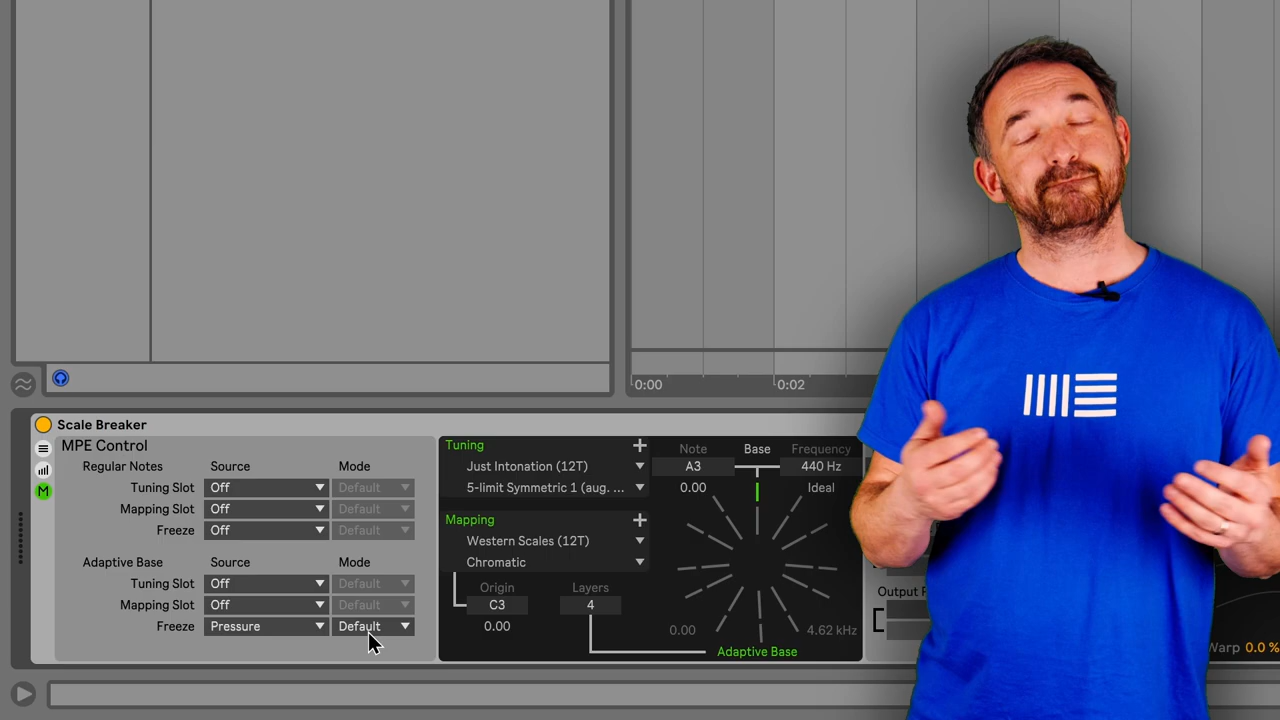 0:00
0:02
Scale Breaker
MPE Control
Regular Notes Source Mode
Tuning Slot Off Default
Mapping Slot Off Default
Freeze Off Default
Adaptive Base Source Mode
Tuning Slot Off Default
Mapping Slot Off Default
Freeze Pressure Default
M
Tuning
Just Intonation (12T)
5-limit Symmetric 1 (aug. ...
Mapping
Western Scales (12T)
Chromatic
Origin Layers
C3 4
0.00
Note Base Frequency
A3 440 Hz
0.00 Ideal
0.00 4.62 kHz
Adaptive Base
Output
Warp 0.0 %